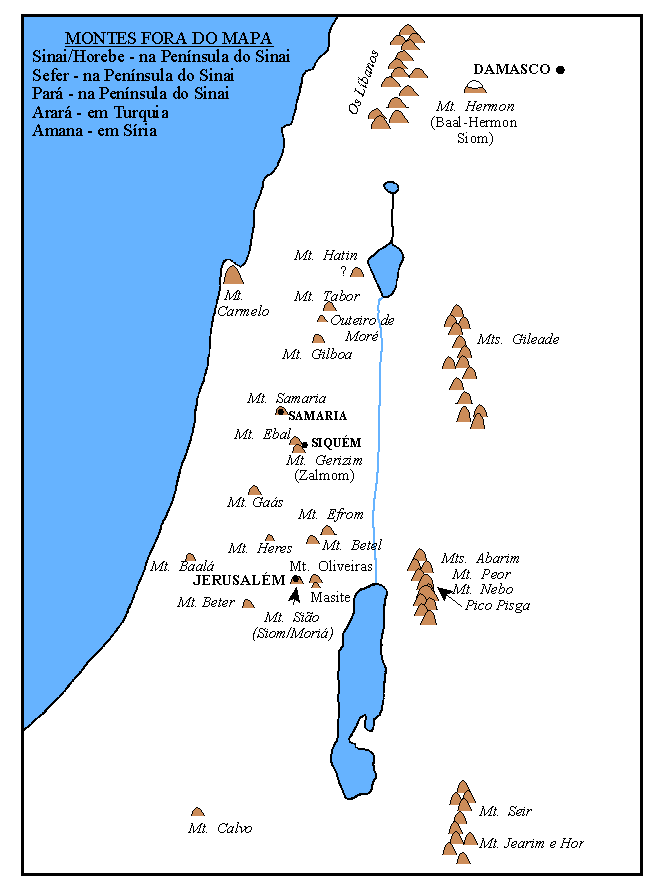 MONTES FORA DO MAPA
Sinai/Horebe - na Península do Sinai
Sefer - na Península do Sinai
Pará - na Península do Sinai
Arará - em Turquia
Amana - em Síria
Os Líbanos
DAMASCO
Mt. Hermon
(Baal-Hermon
Siom)
Mt. Hatin
?
Mt.
Carmelo
Mt. Tabor
Outeiro de
Moré
Mt. Gilboa
Mts. Gileade
Mt. Samaria
SAMARIA
Mt. Ebal
SIQUÉM
Mt. Gerizim
(Zalmom)
Mt. Gaás
Mt. Efrom
Mt. Heres
Mt. Betel
Mt. Baalá
Mt. Oliveiras
JERUSALÉM
Masite
Mt. Beter
Mt. Sião
(Siom/Moriá)
Mts. Abarim
Mt. Peor
Mt. Nebo
Pico Pisga
Mt. Calvo
Mt. Seir
Mt. Jearim e Hor